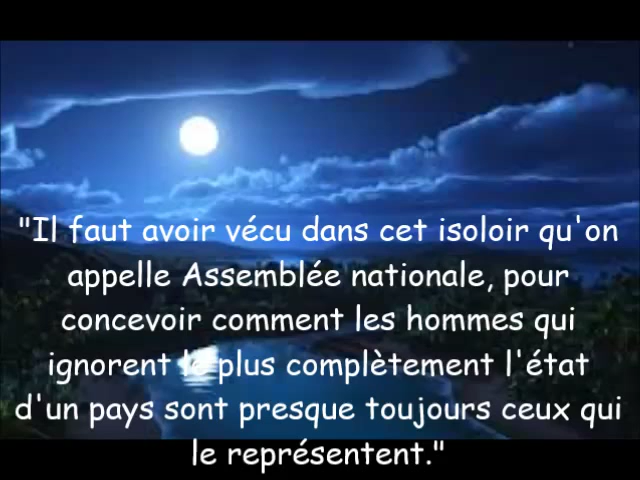 "Il faut avoir vécu dans cet isoloir qu'on
appelle Assemblée nationale, pour
concevoir comment les hommes qui
ignorent le plus complètement l'état
d'un pays sont presque toujours ceux qui
le représentent."